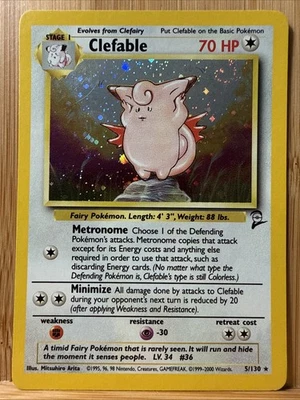 Evolves from Clefairy Put Clefable on the Basic Pokémon
STAGE 1 Clefable 70 HP
Fairy Pokémon. Length: 4' 3", Weight: 88 lbs.
Metronome Choose 1 of the Defending
Pokémon's attacks. Metronome copies that attack
except for its Energy costs and anything else
required in order to use that attack, such as
discarding Energy cards. (No matter what type the
Defending Pokémon is, Clefable's type is still Colorless.)
Minimize All damage done by attacks to Clefable
during your opponent's next turn is reduced by 20
(after applying Weakness and Resistance).
weakness resistance retreat cost
-30
A timid Fairy Pokémon that is rarely seen. It will run and hide
the moment it senses people. LV. 34 #36
Illus. Mitsuhiro Arita ©1995, 96, 98 Nintendo, Creatures, GAMEFREAK. ©1999-2000 Wizards. 5/130